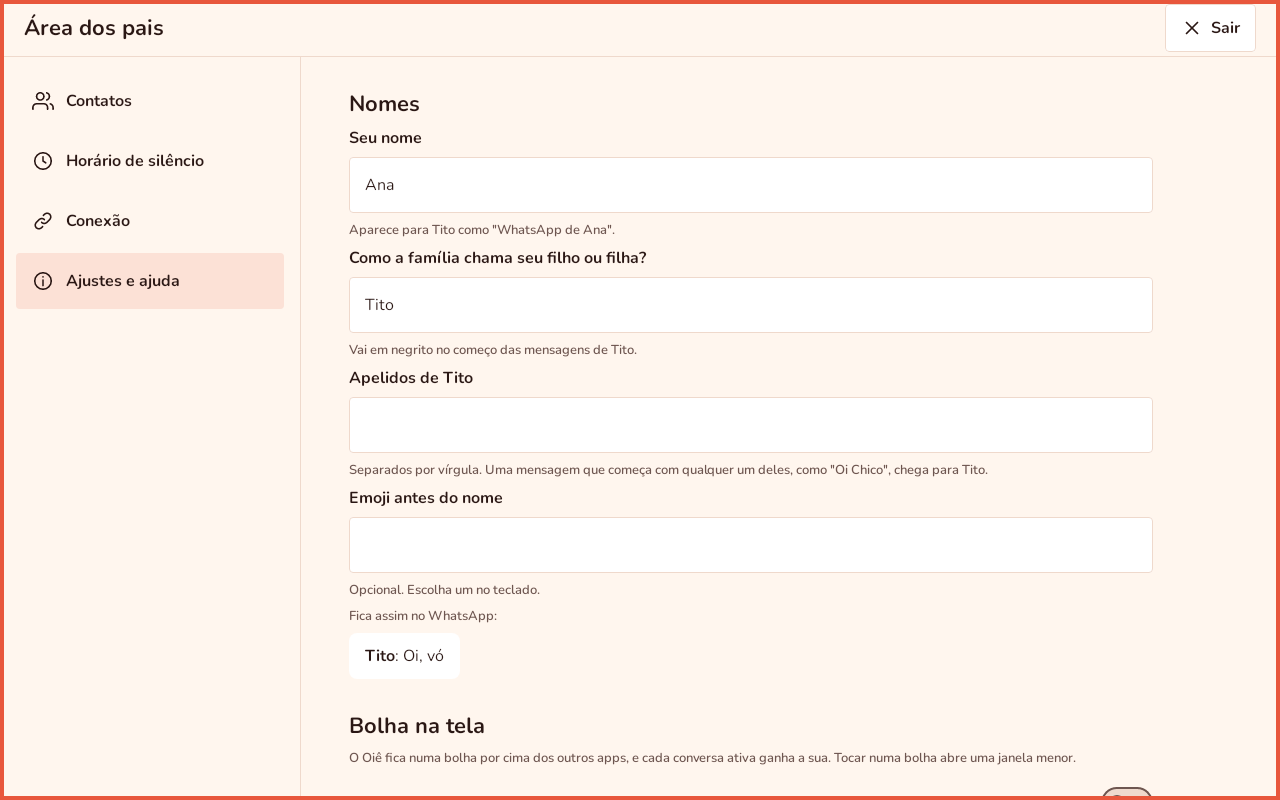 Área dos pais
Sair
Contatos
Horário de silêncio
Conexão
Ajustes e ajuda
Nomes
Seu nome
Ana
Aparece para Tito como "WhatsApp de Ana".
Como a família chama seu filho ou filha?
Tito
Vai em negrito no começo das mensagens de Tito.
Apelidos de Tito
Separados por vírgula. Uma mensagem que começa com qualquer um deles, como "Oi Chico", chega para Tito.
Emoji antes do nome
Opcional. Escolha um no teclado.
Fica assim no WhatsApp:
Tito: Oi, vó
Bolha na tela
O Oiê fica numa bolha por cima dos outros apps, e cada conversa ativa ganha a sua. Tocar numa bolha abre uma janela menor.